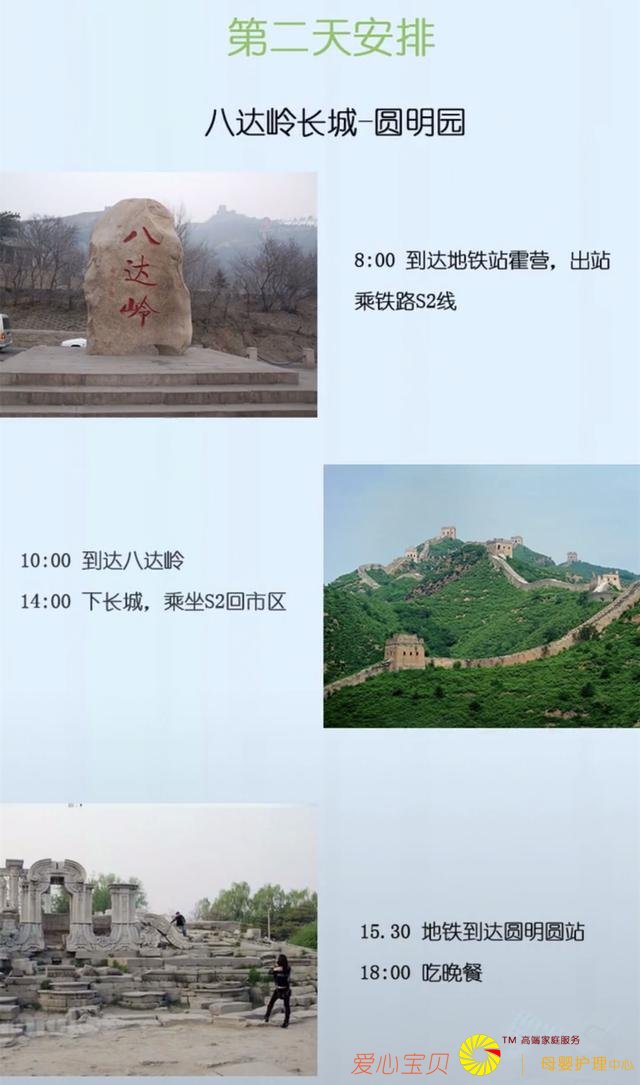 第二天安排
八达岭长城-圆明园
八
达
岭
8:00 到达地铁站霍营，出站
乘铁路S2线
10:00 到达八达岭
14:00 下长城，乘坐S2回市区
15.30 地铁到达圆明圆站
18:00 吃晚餐
爱心宝贝
TM 高端家庭服务
母婴护理中心